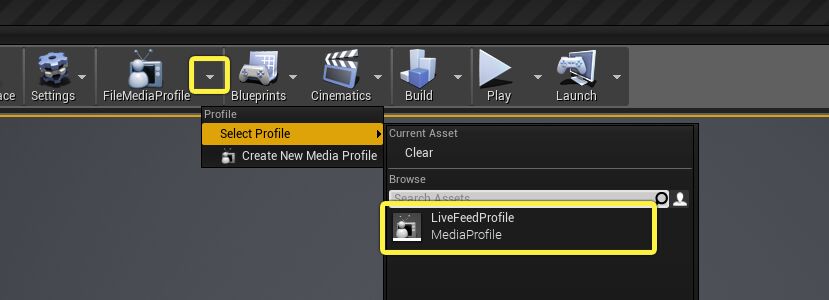 ace Settings FileMediaProfile Blueprints Cinematics Build Play Launch
Profile
Select Profile
Create New Media Profile
Current Asset
Clear
Browse
Search Assets
LiveFeedProfile
MediaProfile